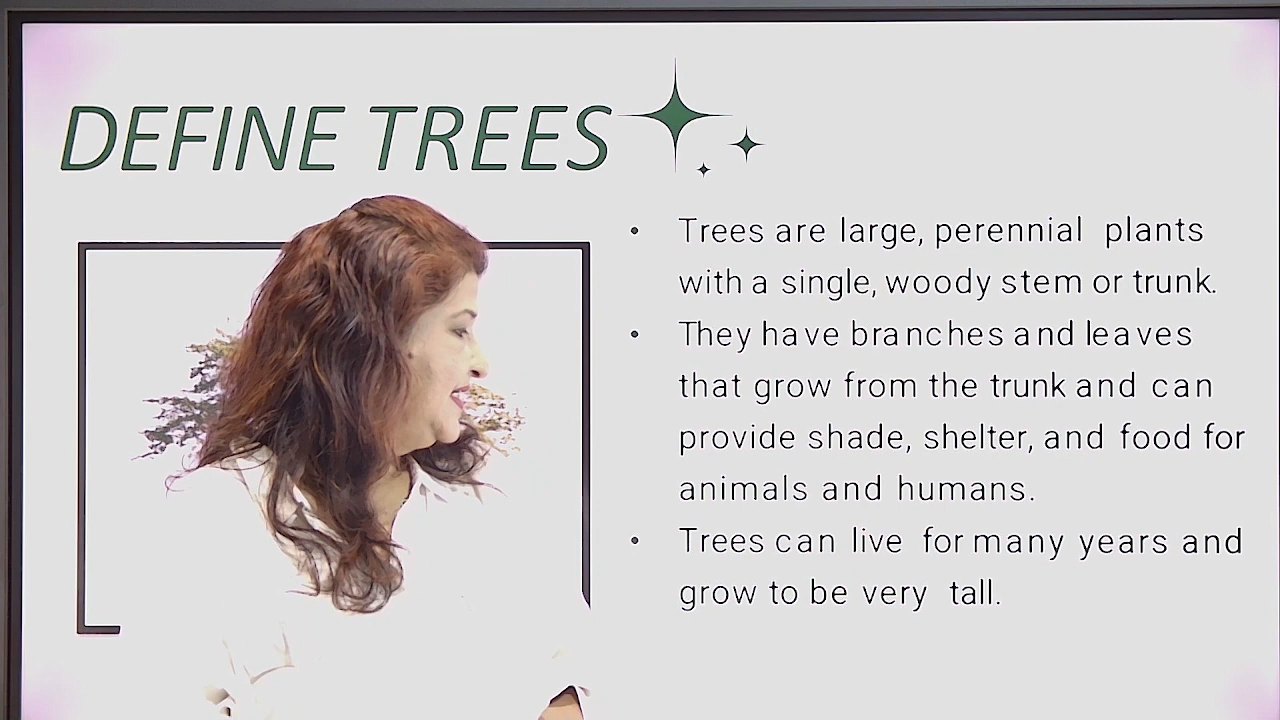 DEFINE TREES
• Trees are large, perennial plants
with a single, woody stem or trunk.
• They have branches and leaves
that grow from the trunk and can
provide shade, shelter, and food for
animals and humans.
• Trees can live for many years and
grow to be very tall.